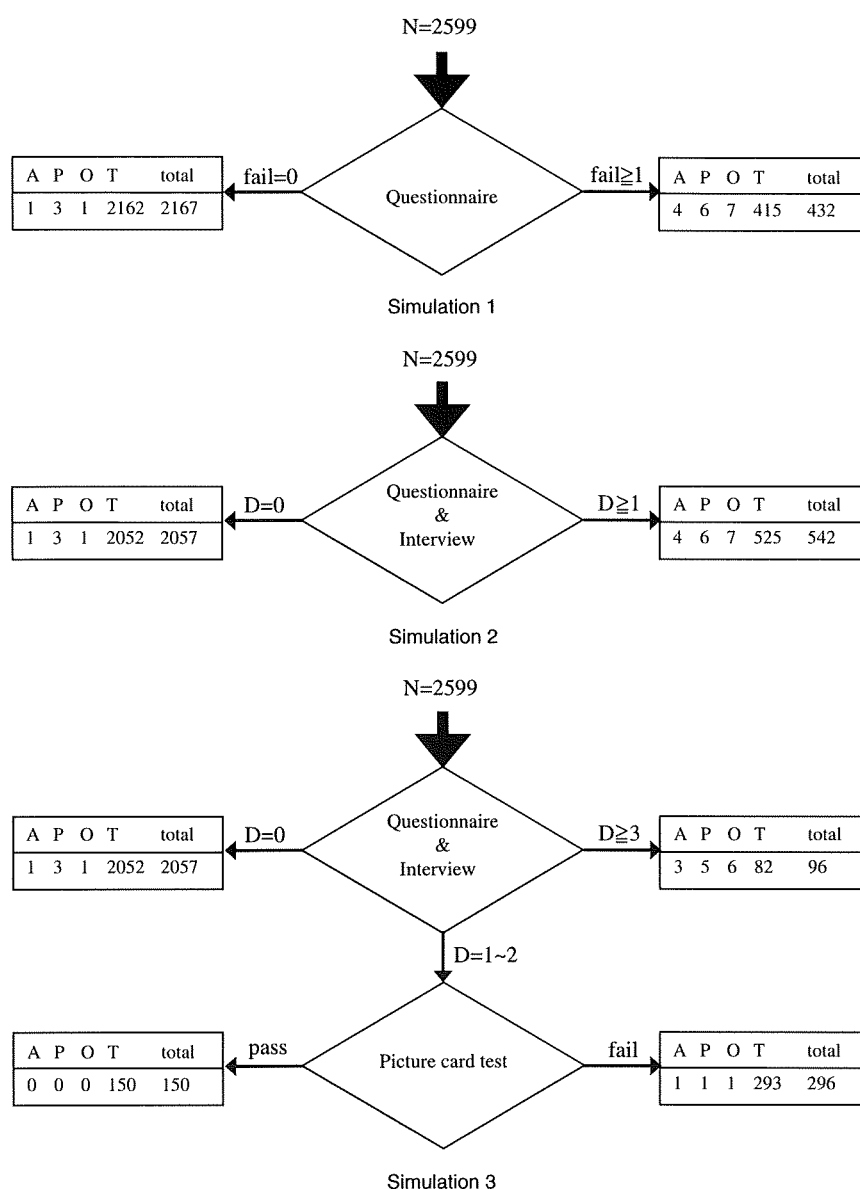 N=2599
A P O T total
1 3 1 2162 2167
fail=0
Questionnaire
fail≧1
A P O T total
4 6 7 415 432
Simulation 1
N=2599
A P O T total
1 3 1 2052 2057
D=0
Questionnaire
&
Interview
D≧1
A P O T total
4 6 7 525 542
Simulation 2
N=2599
A P O T total
1 3 1 2052 2057
D=0
Questionnaire
&
Interview
D≧3
A P O T total
3 5 6 82 96
D=1~2
A P O T total
0 0 0 150 150
pass
Picture card test
fail
A P O T total
1 1 1 293 296
Simulation 3